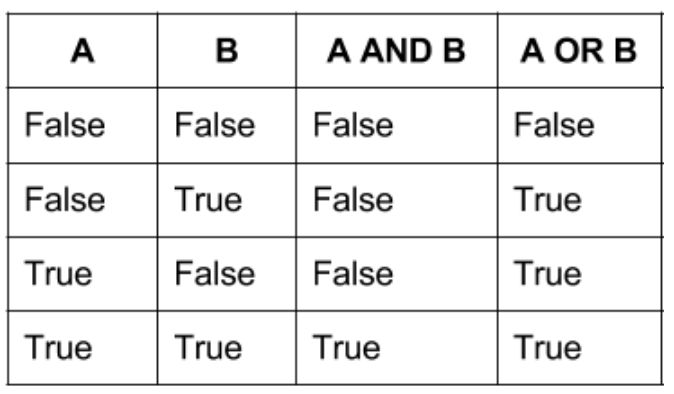 A B A AND B A OR B
False False False False
False True False True
True False False True
True True True True